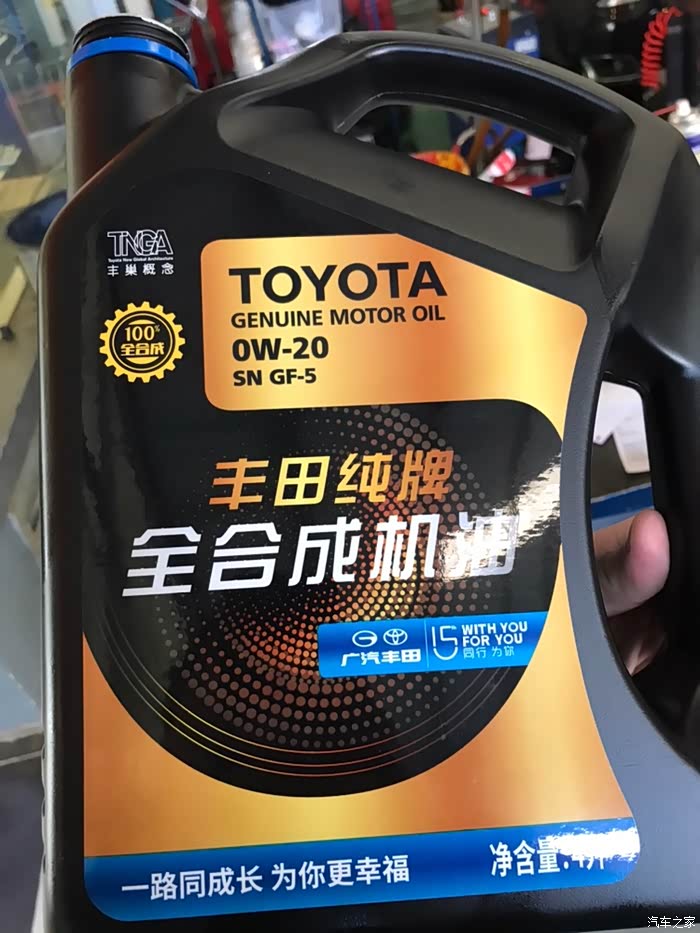 TNGA
Toyota New Global Architecture
丰巢概念
100%
全合成
TOYOTA
GENUINE MOTOR OIL
0W-20
SN GF-5
丰田纯牌
全合成机油
广汽丰田
15
WITH YOU
FOR YOU
同行 为你
一路同成长 为你更幸福
净含量:4升
汽车之家